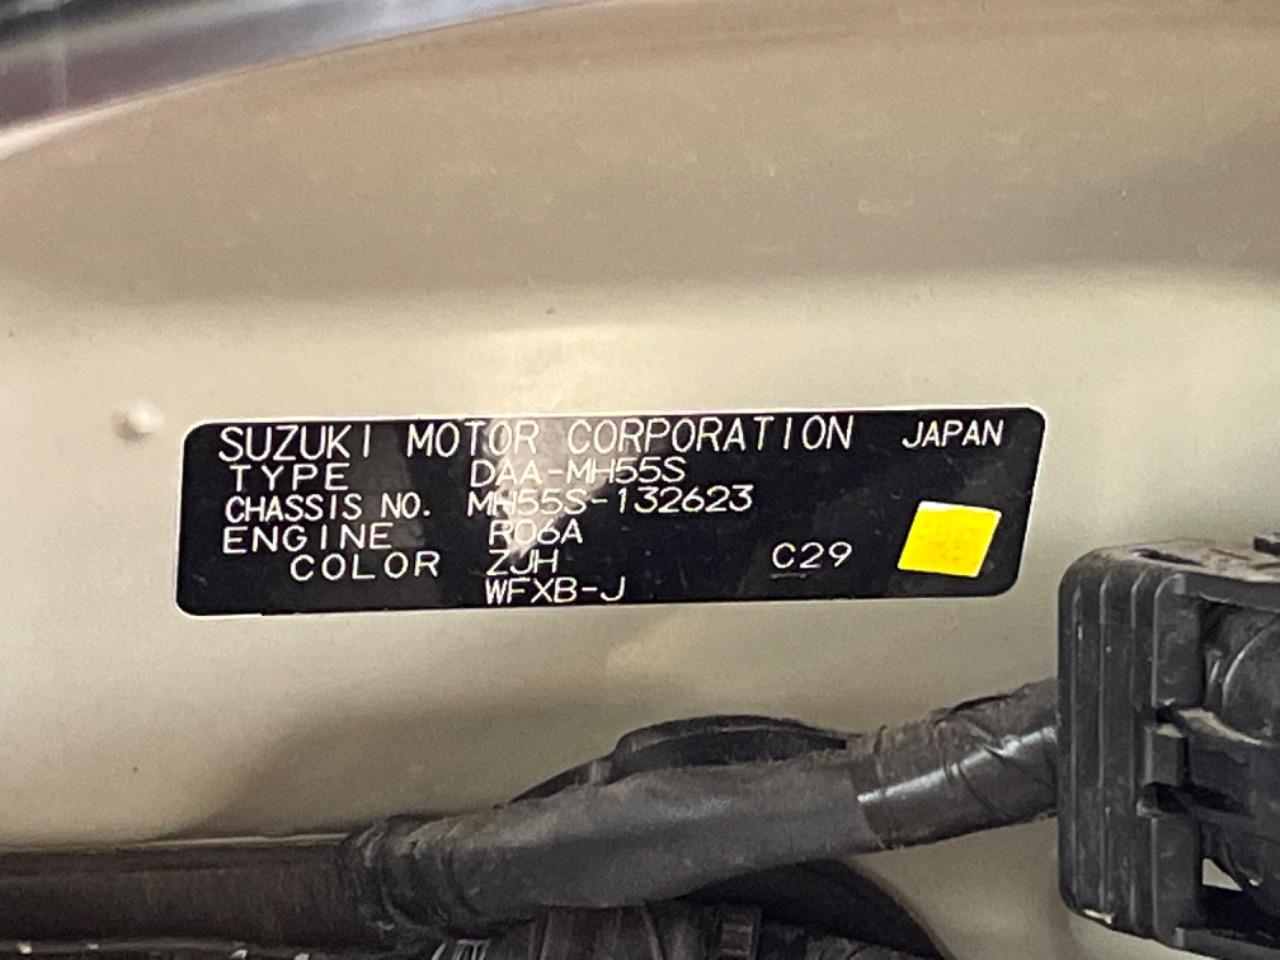 SUZUKI MOTOR CORPORATION JAPAN
TYPE DAA-MH55S
CHASSIS NO. MH55S-132623
ENGINE R06A
COLOR ZJH C29
WFXB-J